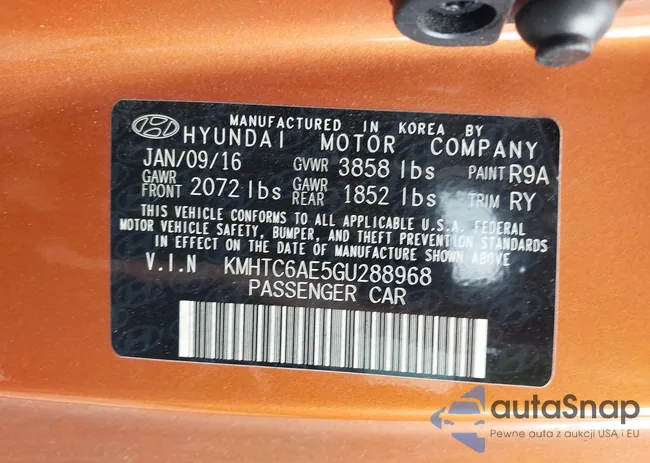 MANUFACTURED IN KOREA BY
HYUNDAI MOTOR COMPANY
JAN/09/16 GVWR 3858 lbs PAINT R9A
GAWR FRONT 2072 lbs GAWR REAR 1852 lbs TRIM RY
THIS VEHICLE CONFORMS TO ALL APPLICABLE U.S.A. FEDERAL
MOTOR VEHICLE SAFETY, BUMPER, AND THEFT PREVENTION STANDARDS
IN EFFECT ON THE DATE OF MANUFACTURE SHOWN ABOVE
V.I.N KMHTC6AE5GU288968
PASSENGER CAR
autaSnap
Pewne auta z aukcji USA i EU